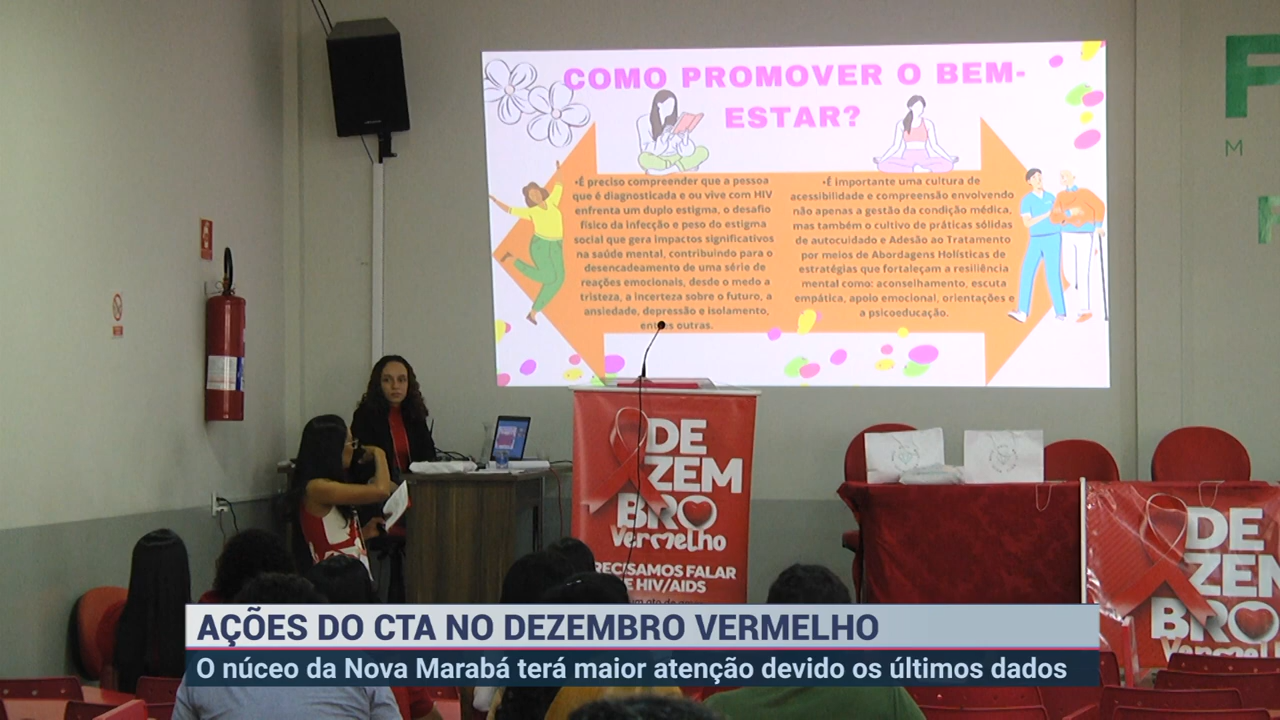 COMO PROMOVER O BEM-
ESTAR?
•É preciso compreender que a pessoa
que é diagnosticada e ou vive com HIV
enfrenta um duplo estigma, o desafio
físico da infecção e peso do estigma
social que gera impactos significativos
na saúde mental, contribuindo para o
desencadeamento de uma série de
reações emocionais, desde o medo a
tristeza, a incerteza sobre o futuro, a
ansiedade, depressão e isolamento,
entres outras.
•É importante uma cultura de
acessibilidade e compreensão envolvendo
não apenas a gestão da condição médica,
mas também o cultivo de práticas sólidas
de autocuidado e Adesão ao Tratamento
por meios de Abordagens Holísticas de
estratégias que fortaleçam a resiliência
mental como: aconselhamento, escuta
empática, apoio emocional, orientações e
a psicoeducação.
DE
ZEM
BRO
Vermelho
RECISAMOS FALAR
E HIV/AIDS
DE
ZEN
BRO
Vermelho
AÇÕES DO CTA NO DEZEMBRO VERMELHO
O núceo da Nova Marabá terá maior atenção devido os últimos dados